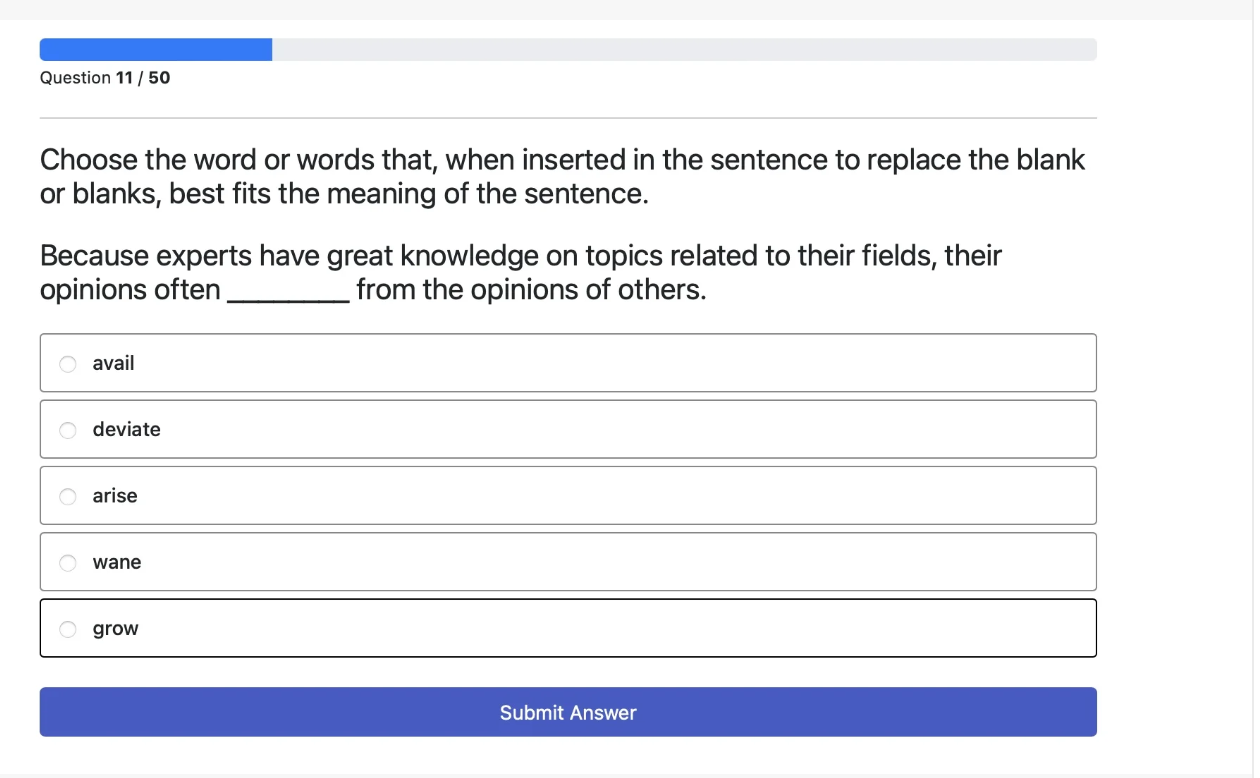 Question 11 / 50
Choose the word or words that, when inserted in the sentence to replace the blank
or blanks, best fits the meaning of the sentence.
Because experts have great knowledge on topics related to their fields, their
opinions often ________ from the opinions of others.
avail
deviate
arise
wane
grow
Submit Answer